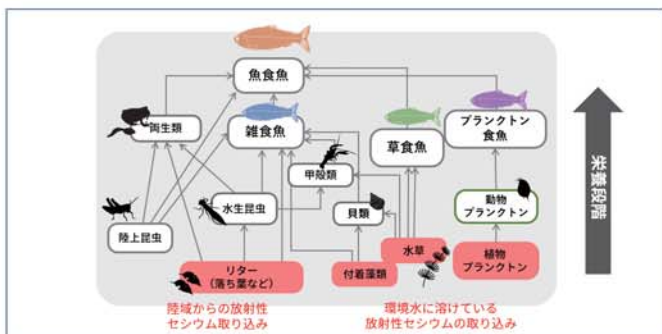 魚食魚
両生類
雑食魚
草食魚
プランクトン
食魚
甲殻類
陸上昆虫
水生昆虫
貝類
動物
プランクトン
リター
(落ち葉など)
付着藻類
水草
植物
プランクトン
陸域からの放射性
セシウム取り込み
環境水に溶けている
放射性セシウムの取り込み
栄養段階